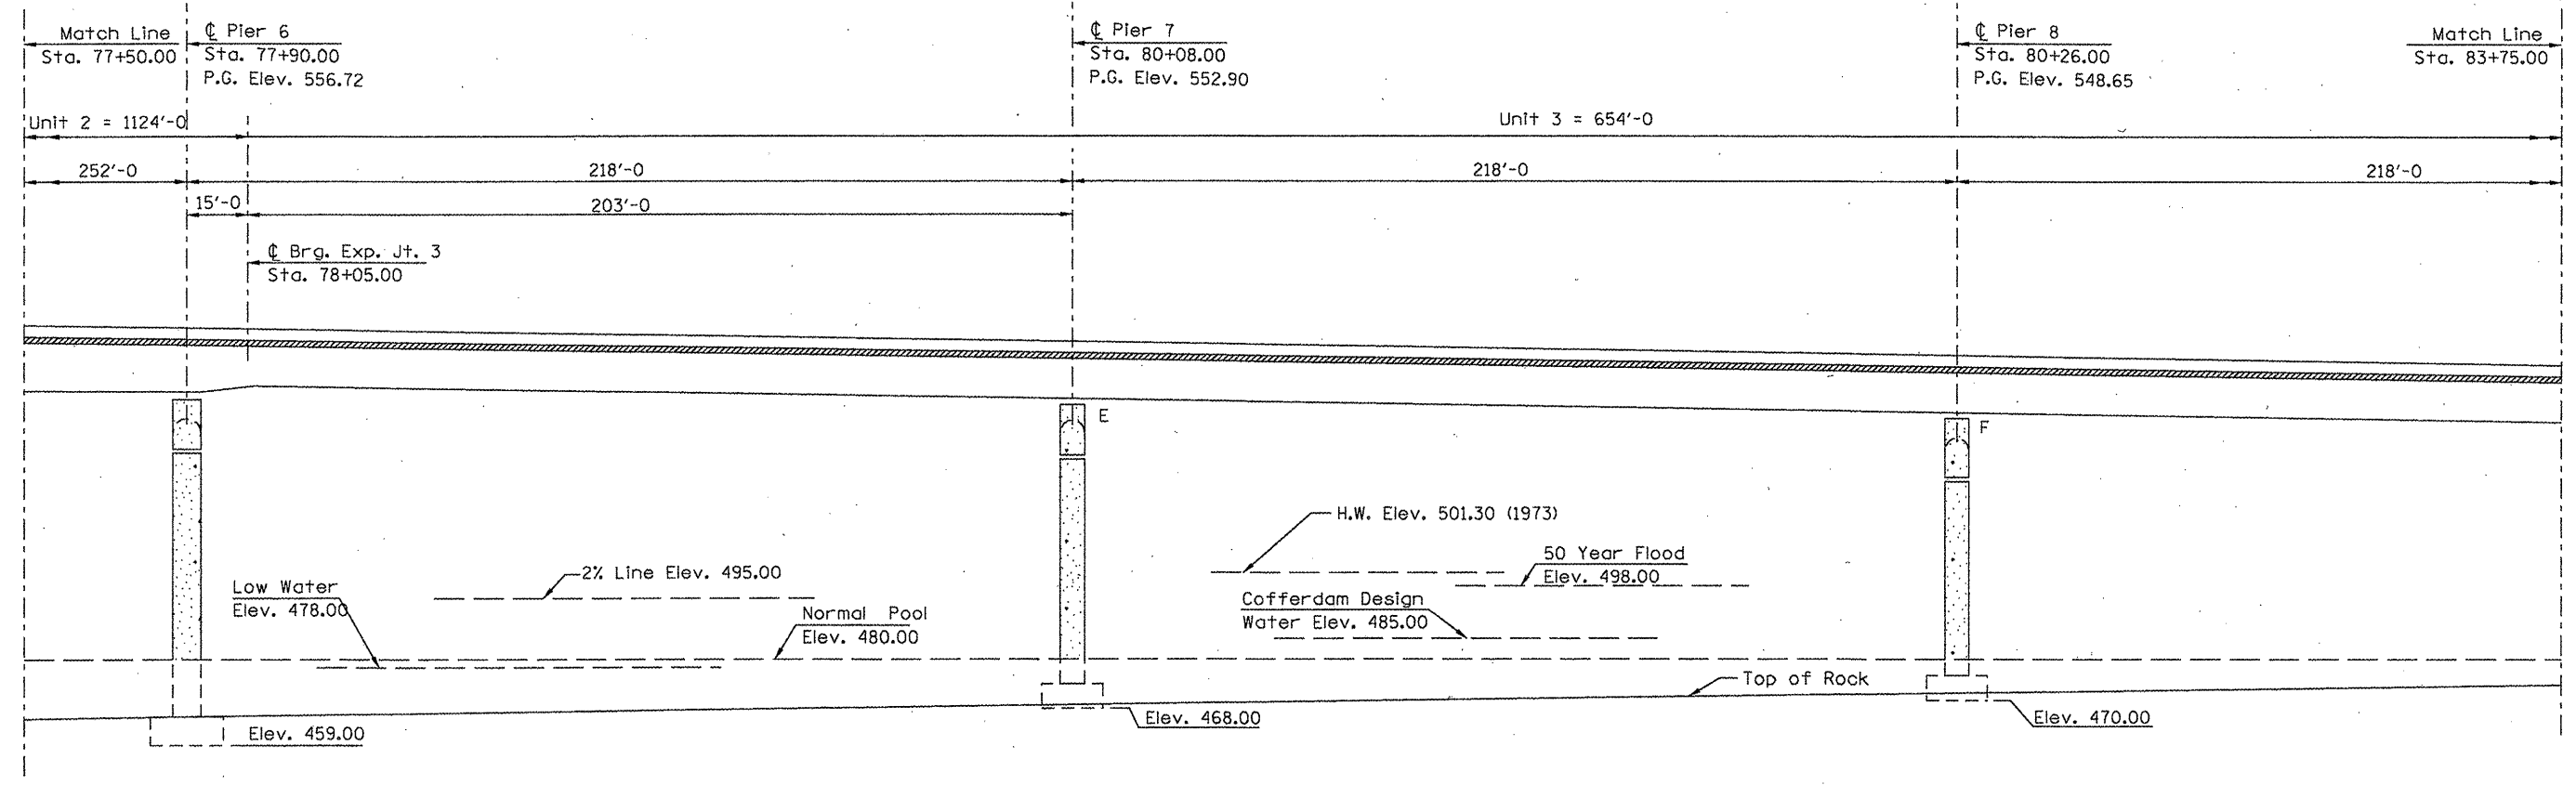 Match Line
Sta. 77+50.00
℄ Pier 6
Sta. 77+90.00
P.G. Elev. 556.72
℄ Pier 7
Sta. 80+08.00
P.G. Elev. 552.90
℄ Pier 8
Sta. 80+26.00
P.G. Elev. 548.65
Match Line
Sta. 83+75.00
Unit 2 = 1124'-0
Unit 3 = 654'-0
252'-0
218'-0
218'-0
218'-0
15'-0
203'-0
℄ Brg. Exp. Jt. 3
Sta. 78+05.00
E
F
H.W. Elev. 501.30 (1973)
50 Year Flood
Elev. 498.00
2% Line Elev. 495.00
Low Water
Elev. 478.00
Normal Pool
Elev. 480.00
Cofferdam Design
Water Elev. 485.00
Top of Rock
Elev. 459.00
Elev. 468.00
Elev. 470.00